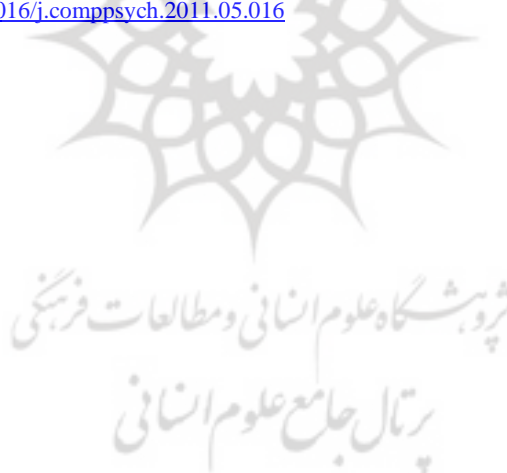 016/j.comppsych.2011.05.016
پژوهشگاه علوم انسانی و مطالعات فرهنگی
پرتال جامع علوم انسانی